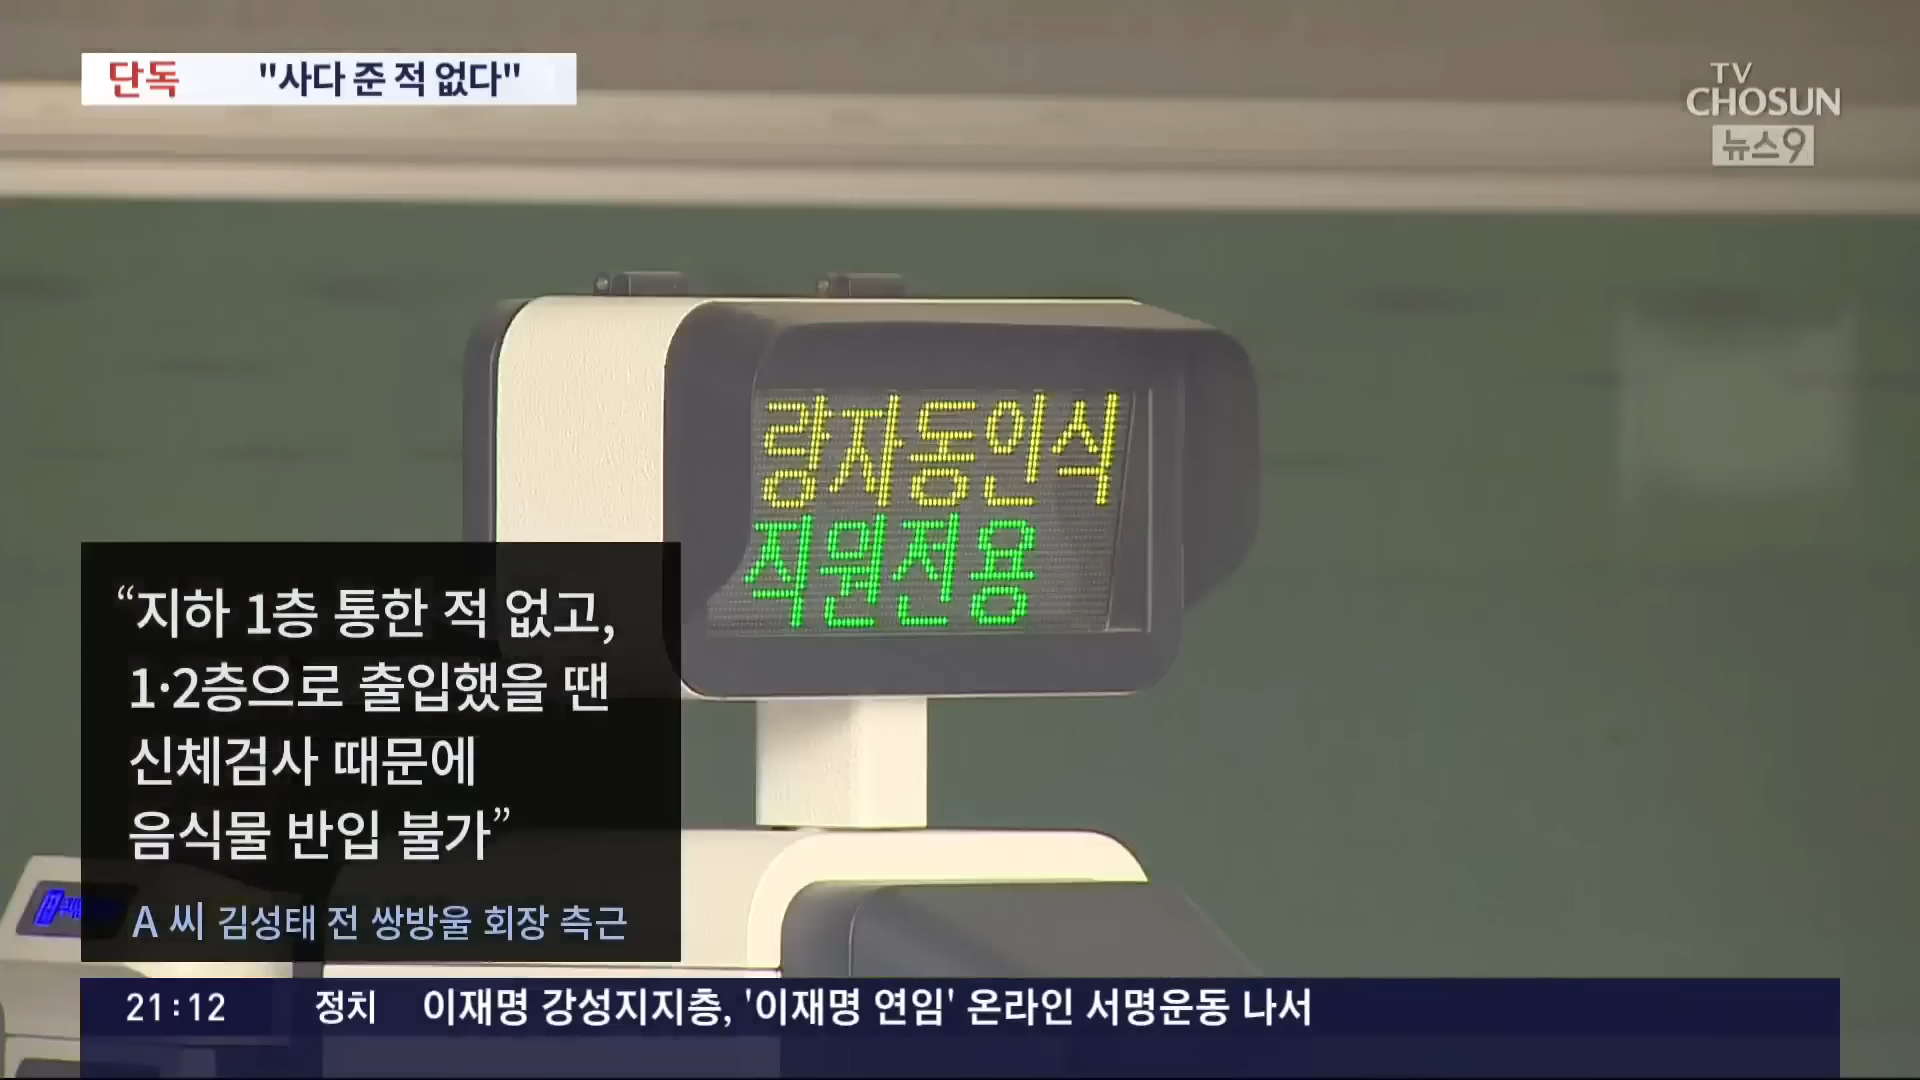 단독 "사다 준 적 없다"
TV
CHOSUN
뉴스9
량자동인식
직원전용
“지하 1층 통한 적 없고,
1·2층으로 출입했을 땐
신체검사 때문에
음식물 반입 불가”
A 씨 김성태 전 쌍방울 회장 측근
21:12 정치 이재명 강성지지층, '이재명 연임' 온라인 서명운동 나서